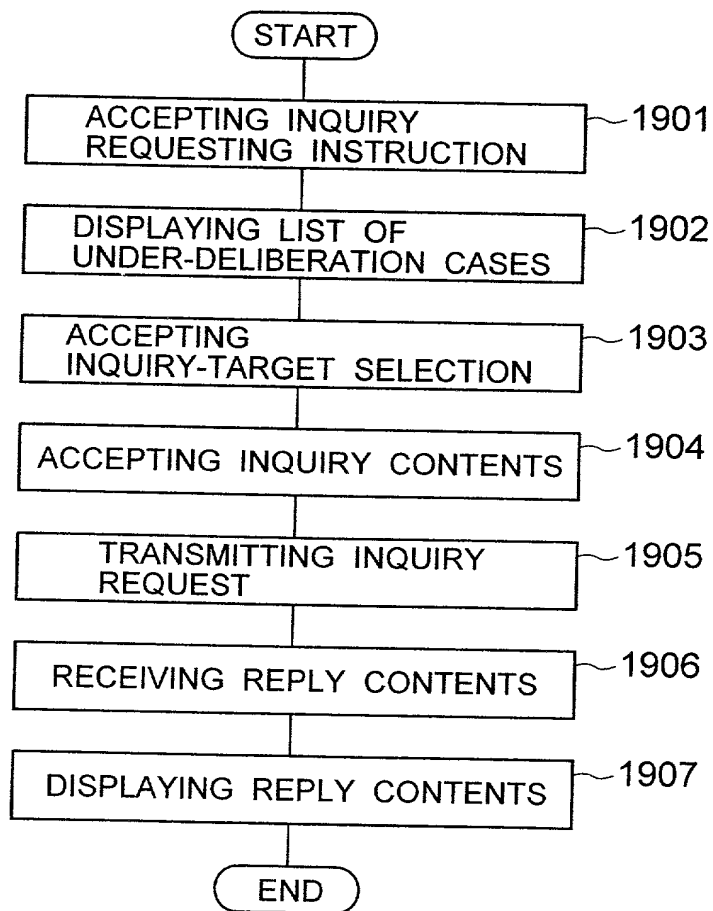 START
ACCEPTING INQUIRY
REQUESTING INSTRUCTION
1901
DISPLAYING LIST OF
UNDER-DELIBERATION CASES
1902
ACCEPTING
INQUIRY-TARGET SELECTION
1903
ACCEPTING INQUIRY CONTENTS
1904
TRANSMITTING INQUIRY
REQUEST
1905
RECEIVING REPLY CONTENTS
1906
DISPLAYING REPLY CONTENTS
1907
END